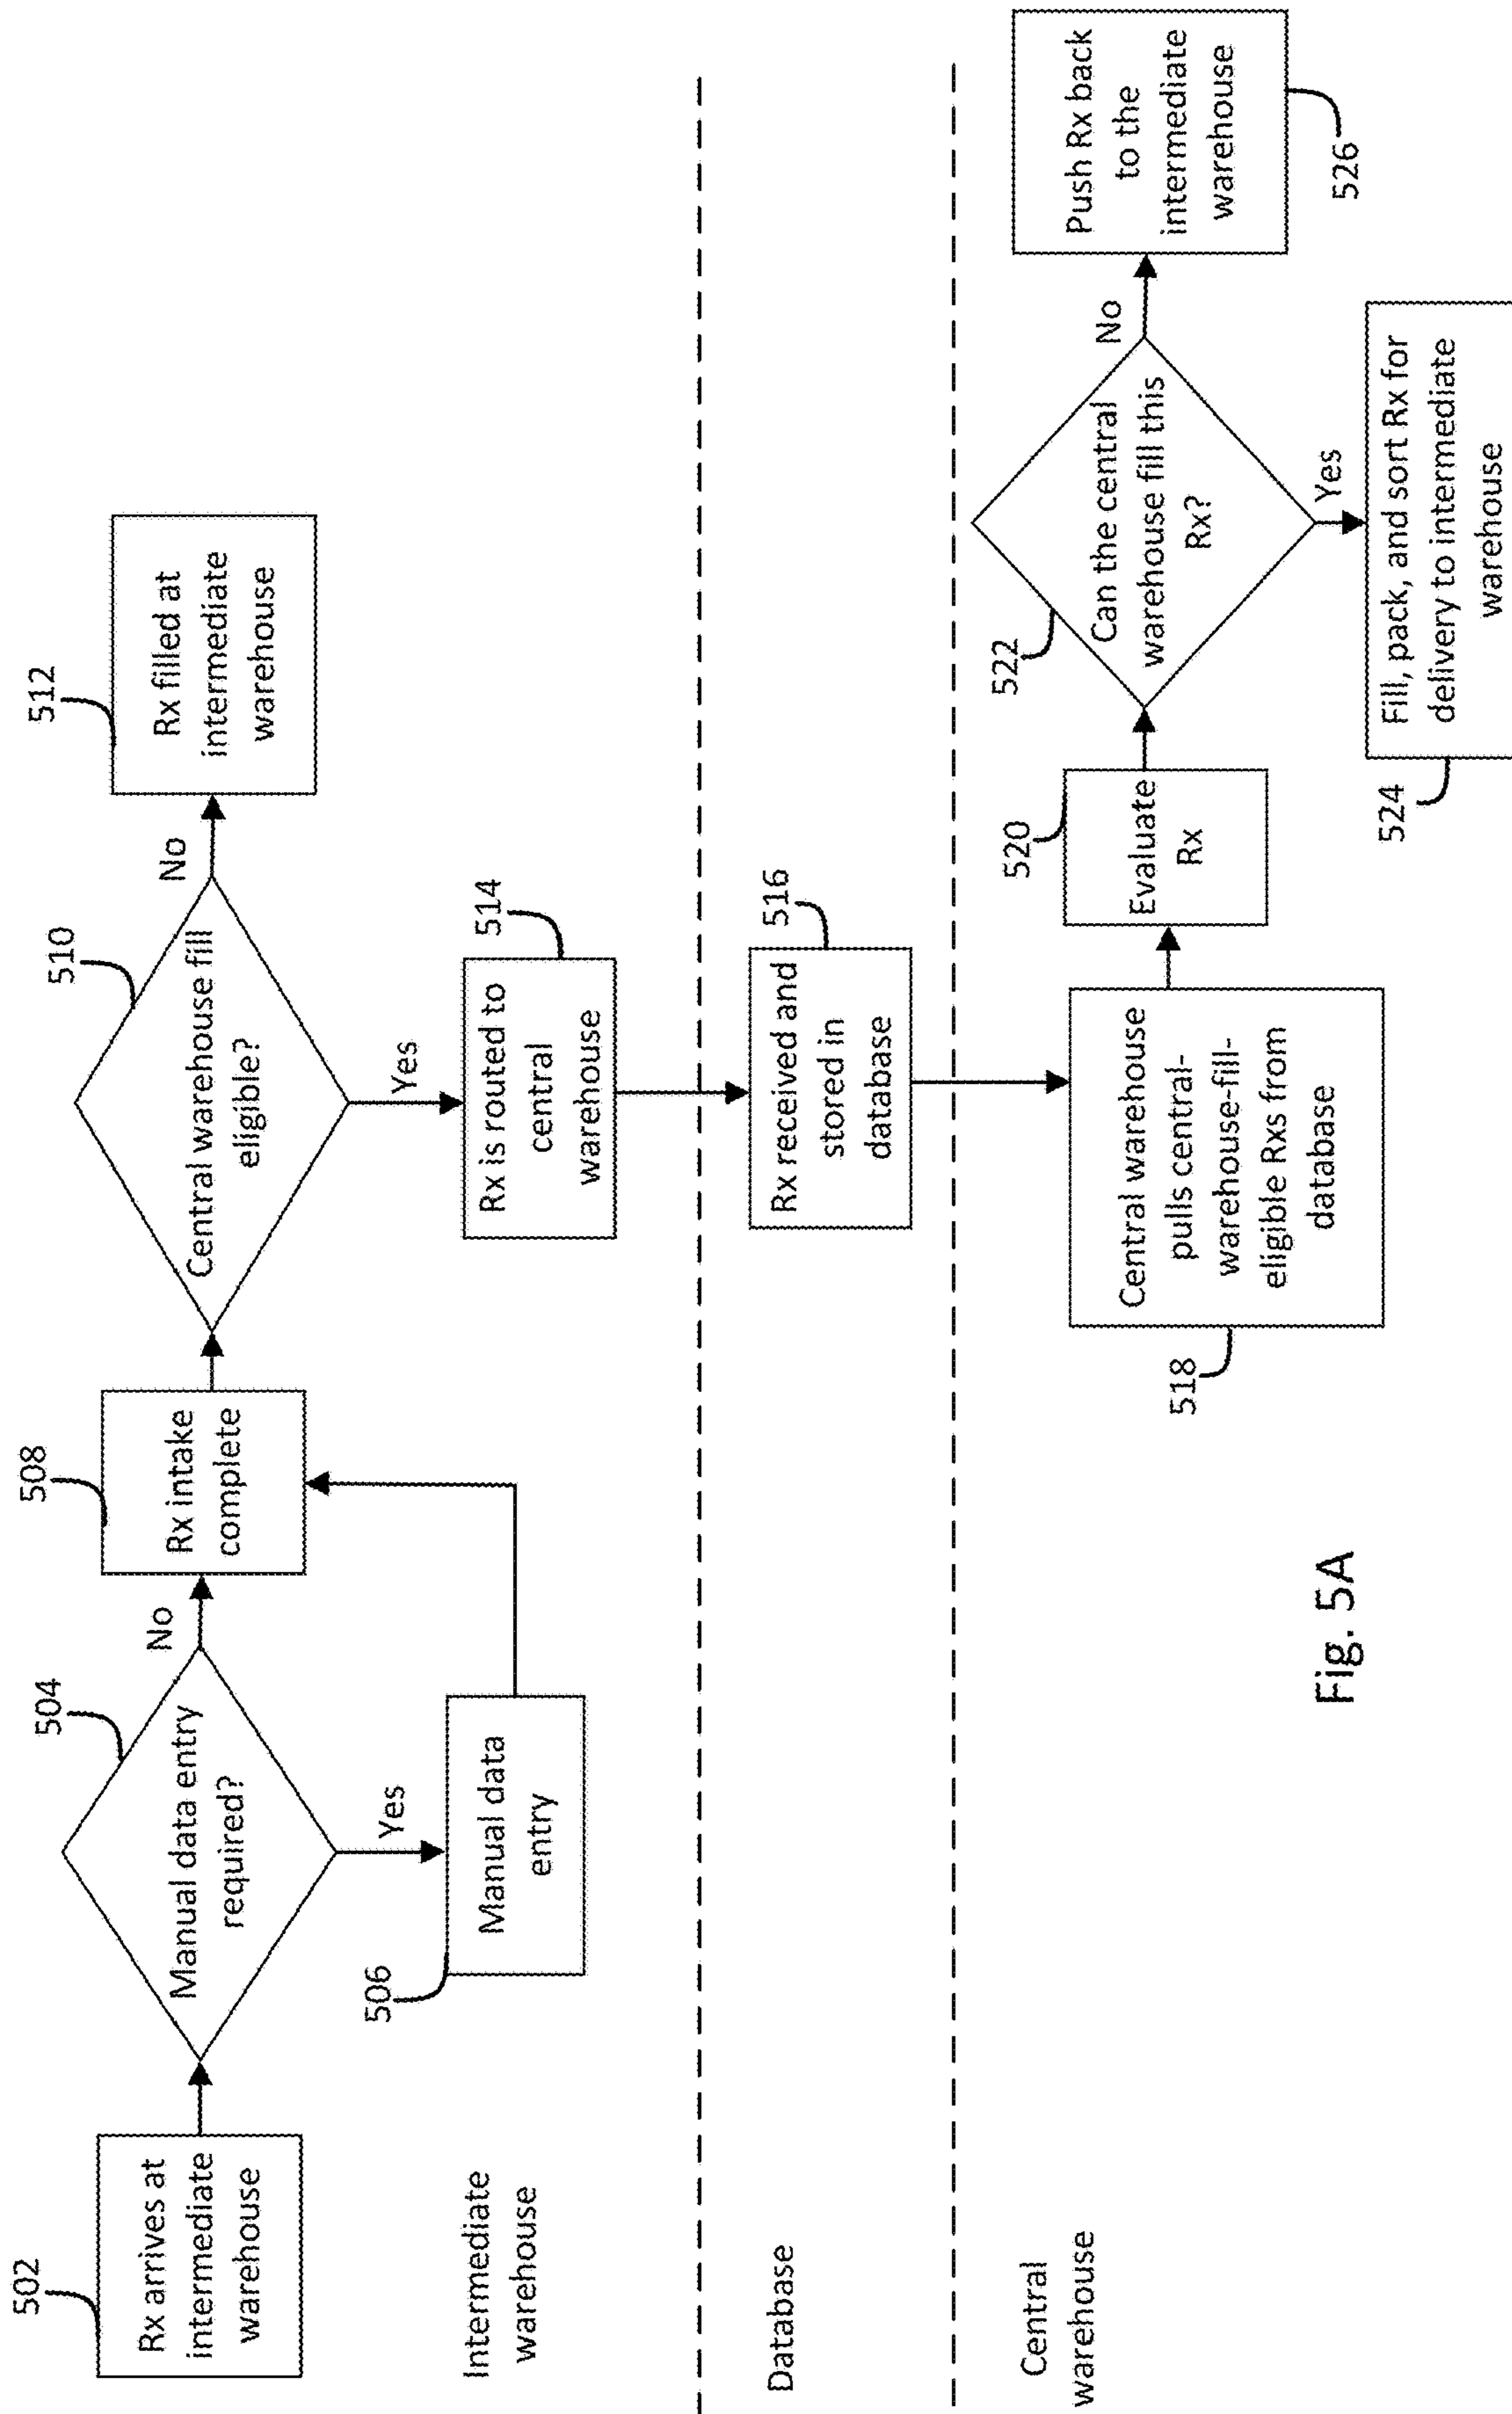 502
Rx arrives at
intermediate
warehouse
504
Manual data entry
required?
No
Yes
506
Manual data
entry
508
Rx intake
complete
510
Central warehouse fill
eligible?
No
512
Rx filled at
intermediate
warehouse
Yes
514
Rx is routed to
central
warehouse
Intermediate
warehouse
Database
516
Rx received and
stored in
database
Central
warehouse
518
Central warehouse
pulls central-
warehouse-fill-
eligible Rxs from
database
520
Evaluate
Rx
522
Can the central
warehouse fill this
Rx?
No
Push Rx back
to the
intermediate
warehouse
526
Yes
524
Fill, pack, and sort Rx for
delivery to intermediate
warehouse
Fig. 5A